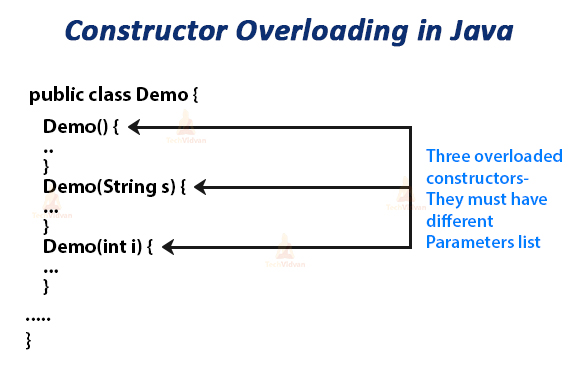 Constructor Overloading in Java
public class Demo {
Demo() {
..
}
Demo(String s) {
...
}
Demo(int i) {
...
}
.....
}
Three overloaded
constructors-
They must have
different
Parameters list